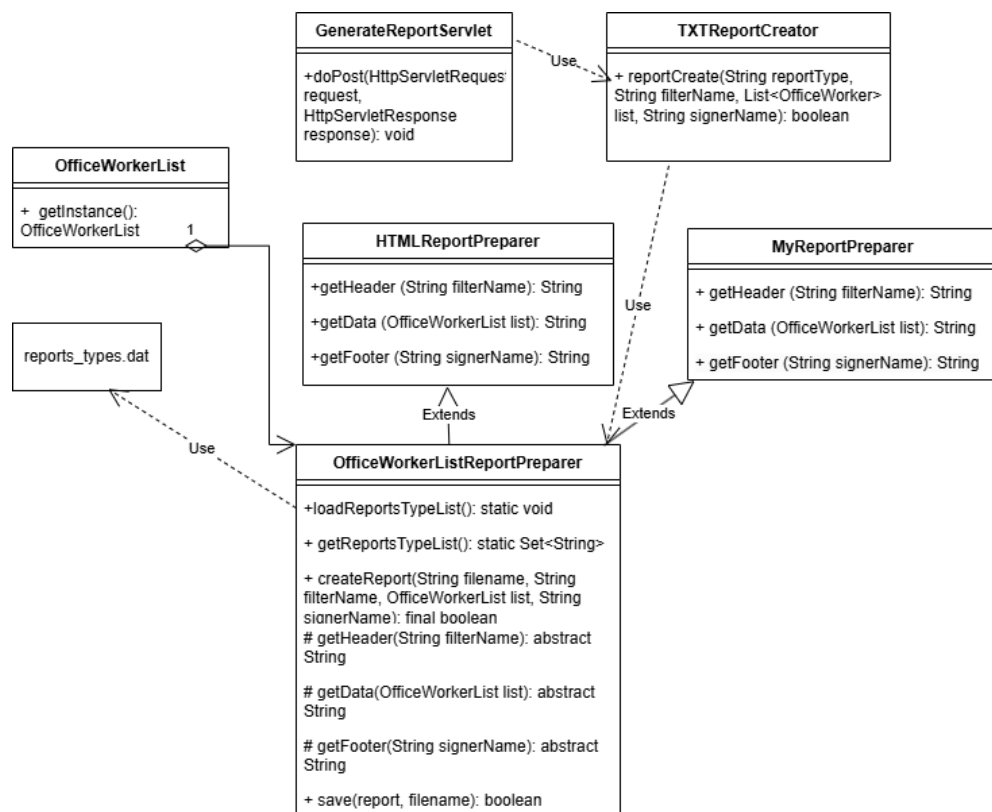 GenerateReportServlet
+doPost(HttpServletReques
request,
HttpServletResponse
response): void
Use
TXTReportCreator
+ reportCreate(String reportType,
String filterName, List<OfficeWorker>
list, String signerName): boolean
OfficeWorkerList
+ getInstance():
OfficeWorkerList
1
HTMLReportPreparer
+getHeader (String filterName): String
+getData (OfficeWorkerList list): String
+getFooter (String signerName): String
MyReportPreparer
+ getHeader (String filterName): String
+ getData (OfficeWorkerList list): String
+ getFooter (String signerName): String
Use
reports_types.dat
Use
Extends
Extends
OfficeWorkerListReportPreparer
+loadReportsTypeList(): static void
+ getReportsTypeList(): static Set<String>
+ createReport(String filename, String
filterName, OfficeWorkerList list, String
signerName): final boolean
# getHeader(String filterName): abstract
String
# getData(OfficeWorkerList list): abstract
String
# getFooter(String signerName): abstract
String
+ save(report, filename): boolean